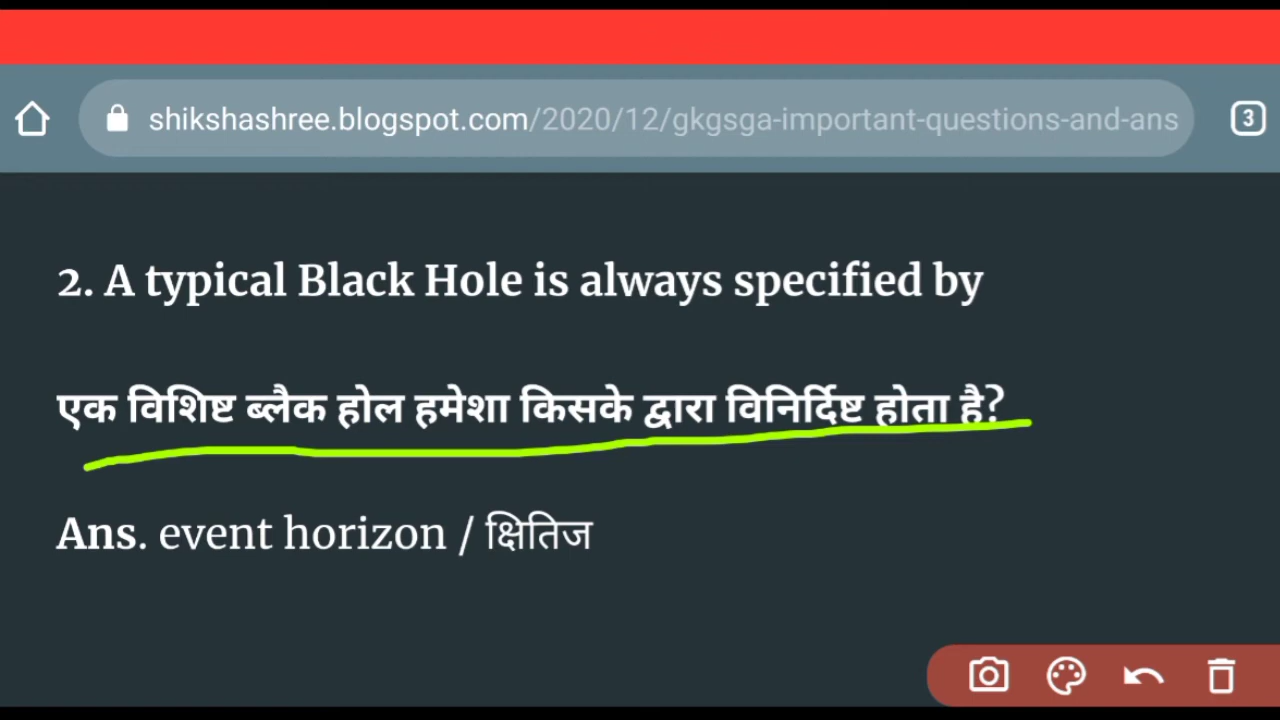 shikshashree.blogspot.com/2020/12/gkgsga-important-questions-and-ans
3
2. A typical Black Hole is always specified by
एक विशिष्ट ब्लैक होल हमेशा किसके द्वारा विनिर्दिष्ट होता है?
Ans. event horizon / क्षितिज